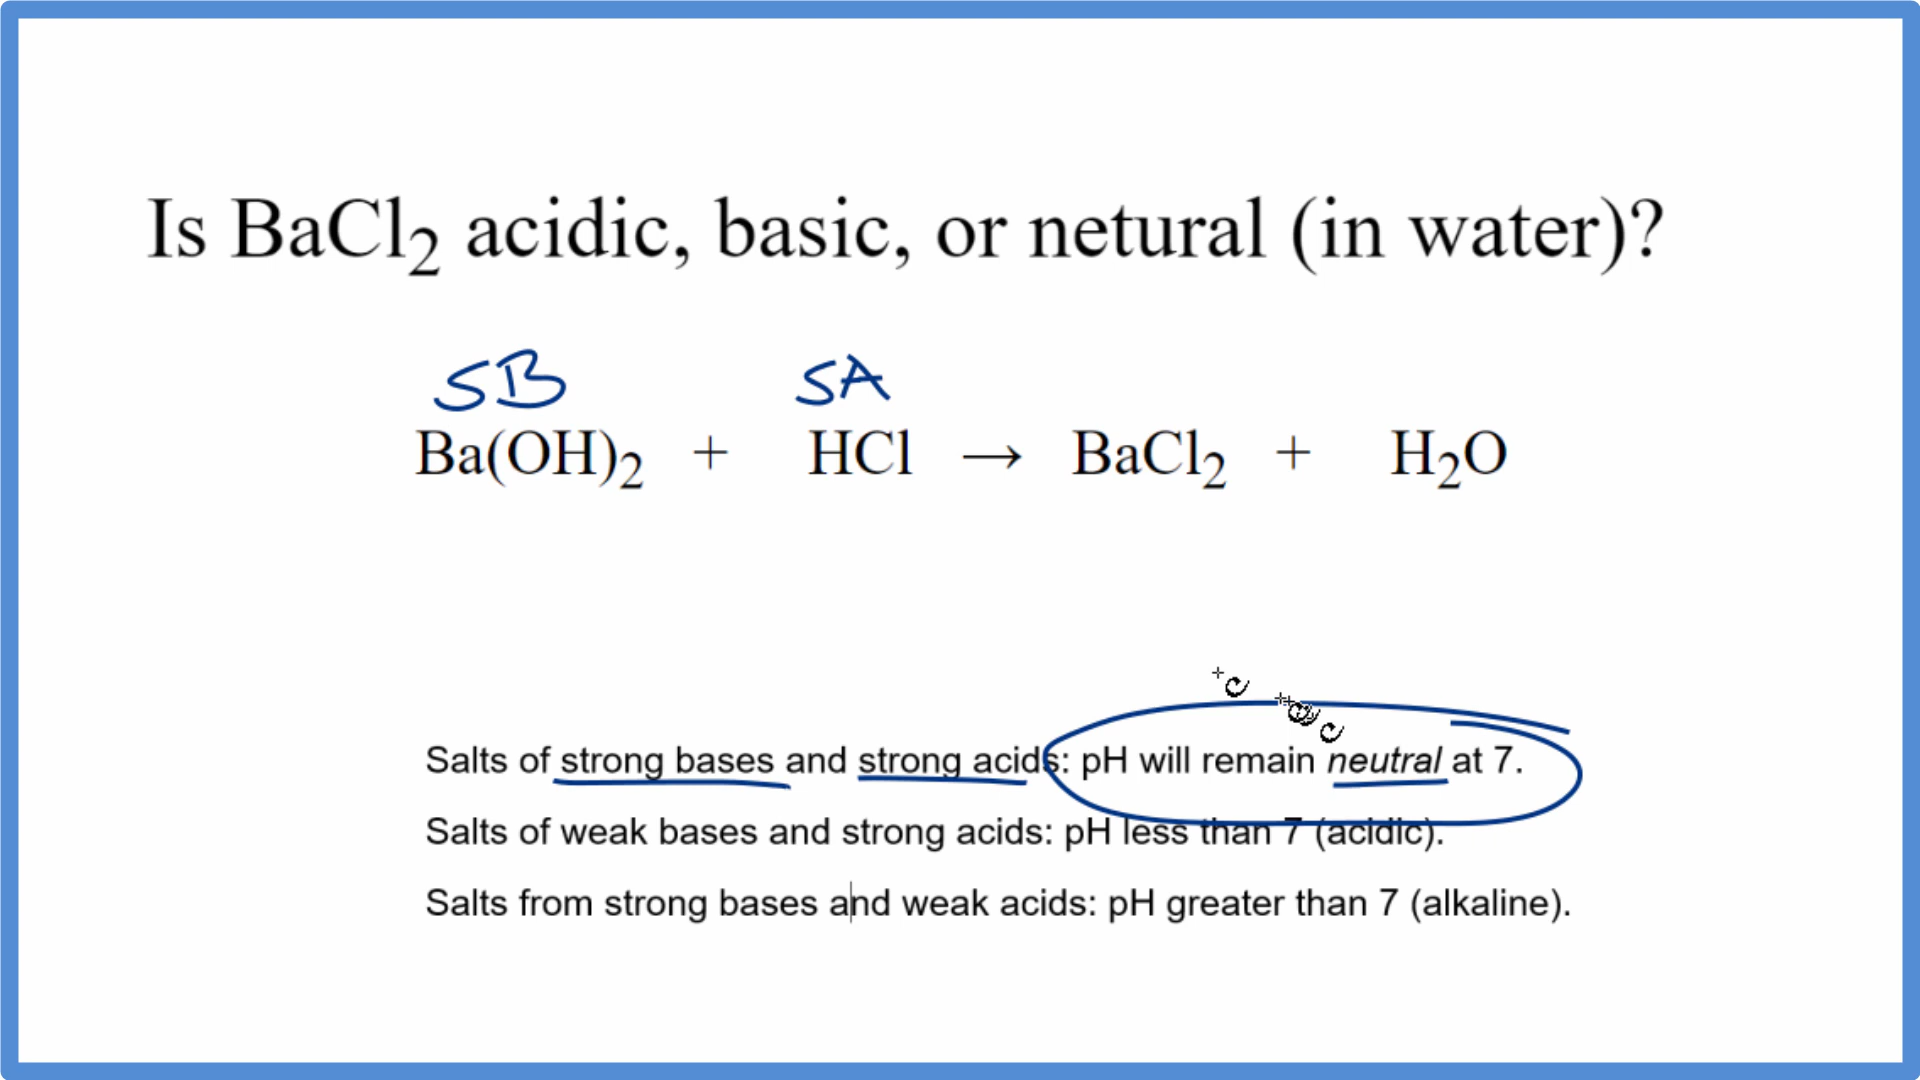 Is BaCl₂ acidic, basic, or netural (in water)?
SB SA
Ba(OH)₂ + HCl → BaCl₂ + H₂O
Salts of strong bases and strong acids: pH will remain neutral at 7.
Salts of weak bases and strong acids: pH less than 7 (acidic).
Salts from strong bases and weak acids: pH greater than 7 (alkaline).